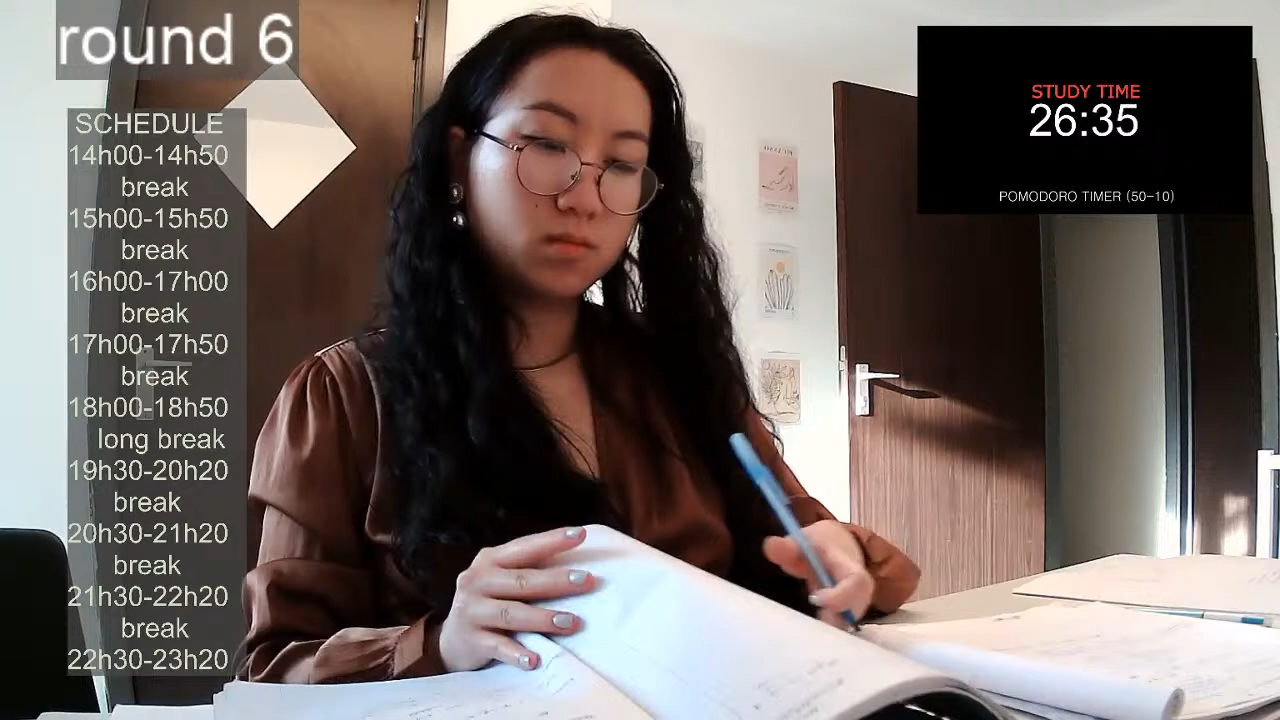 round 6
SCHEDULE
14h00-14h50
break
15h00-15h50
break
16h00-17h00
break
17h00-17h50
break
18h00-18h50
long break
19h30-20h20
break
20h30-21h20
break
21h30-22h20
break
22h30-23h20
STUDY TIME
26:35
POMODORO TIMER (50-10)